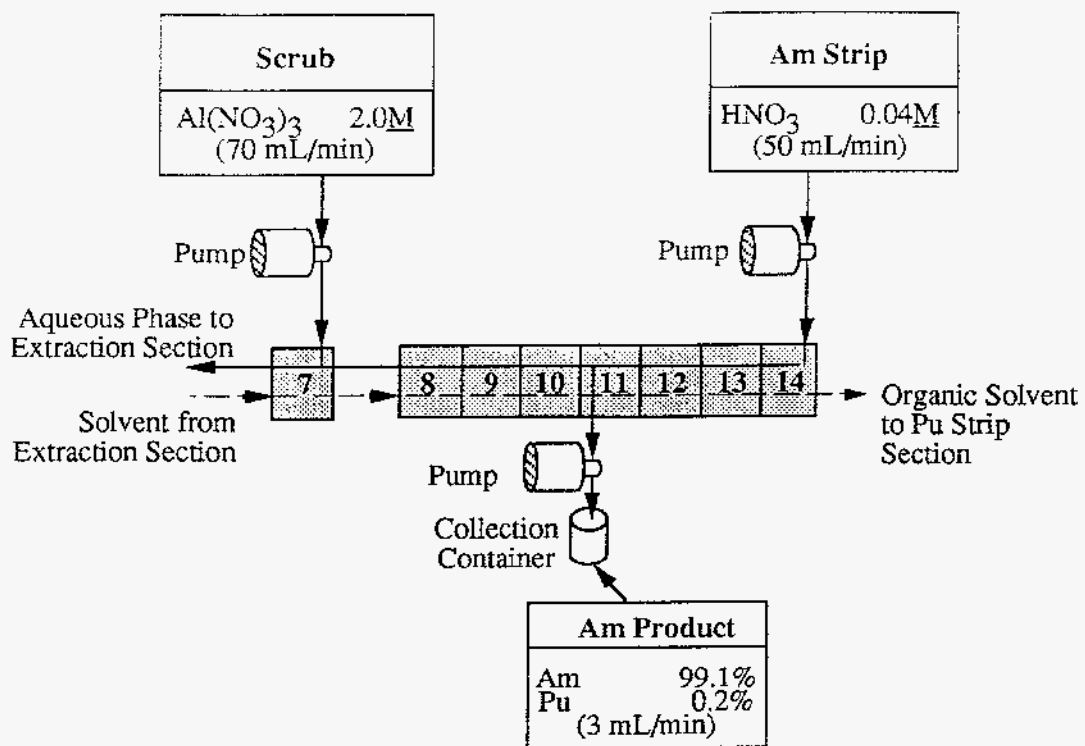 Scrub
Al(NO3)3 2.0M
(70 mL/min)
Am Strip
HNO3 0.04M
(50 mL/min)
Pump
Pump
Aqueous Phase to
Extraction Section
7
8 9 10 11 12 13 14
Solvent from
Extraction Section
Organic Solvent
to Pu Strip
Section
Pump
Collection
Container
Am Product
Am 99.1%
Pu 0.2%
(3 mL/min)